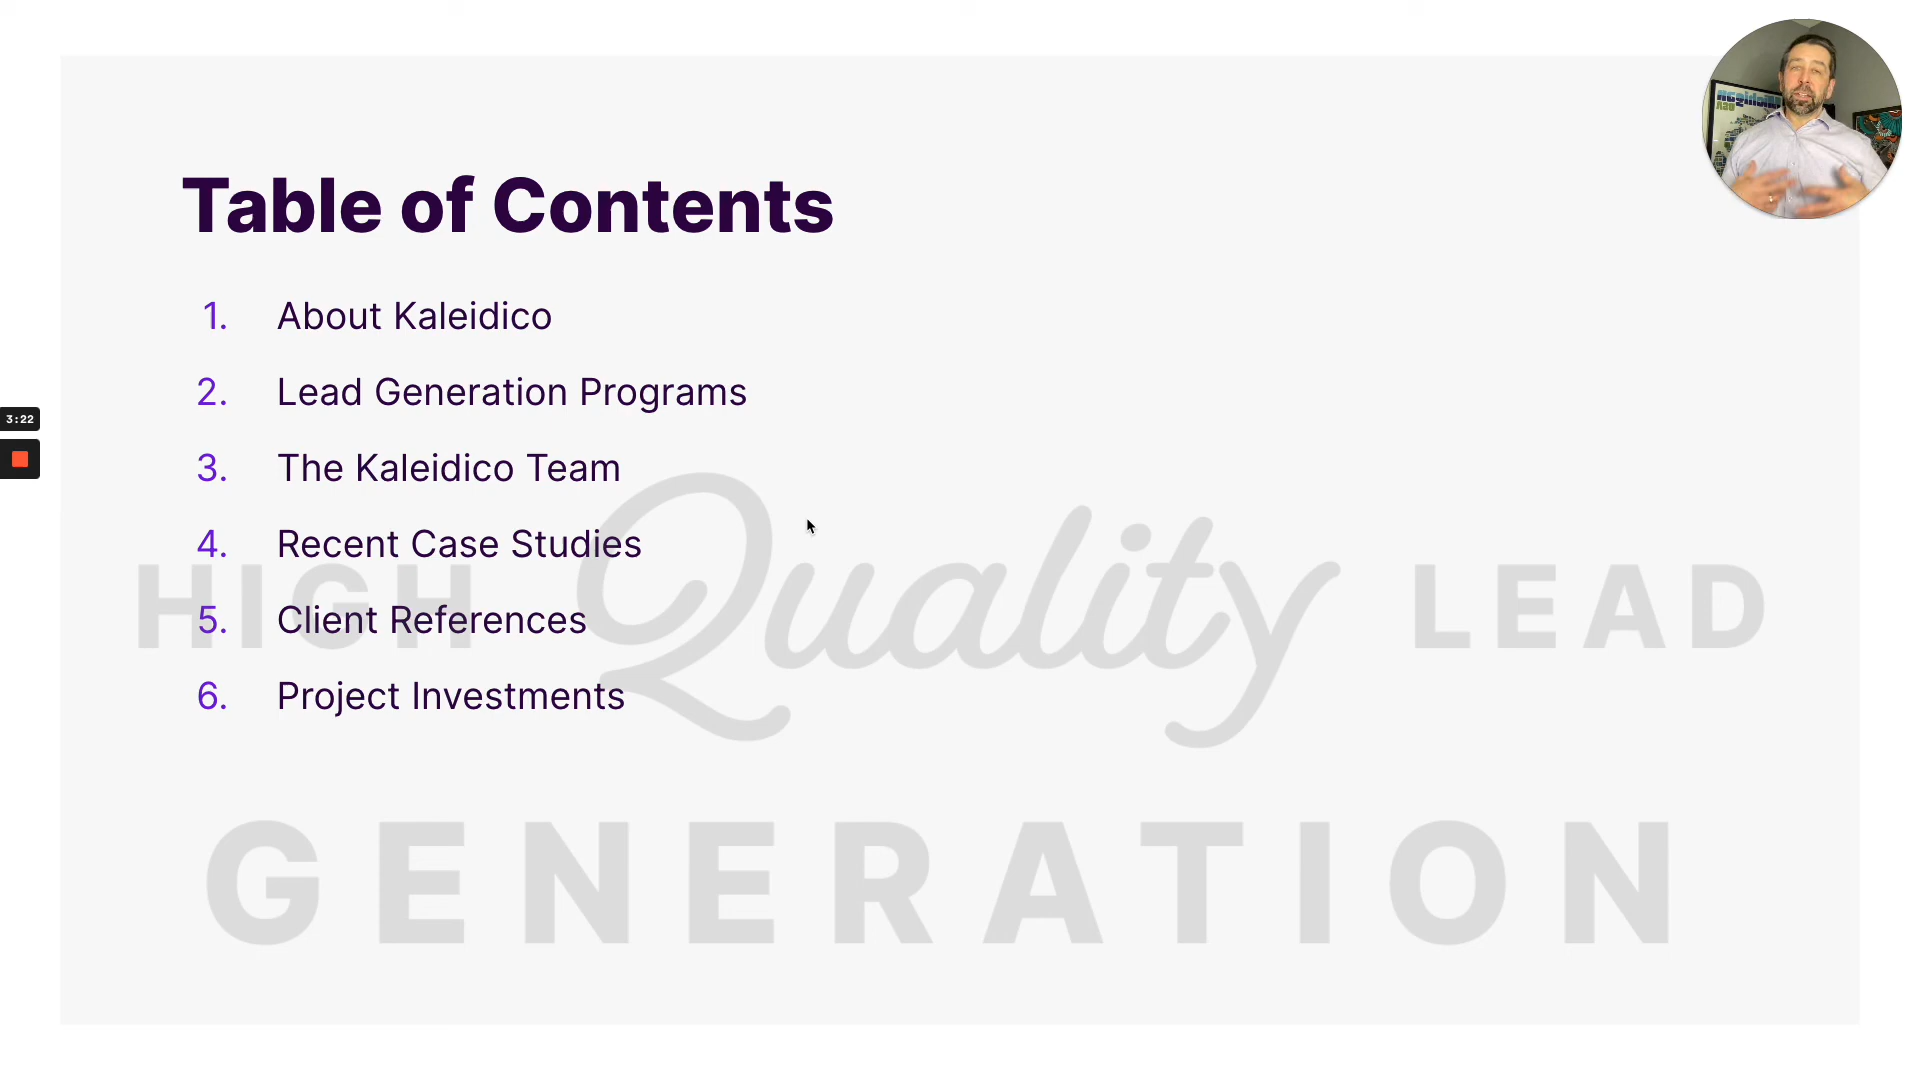 Table of Contents
1. About Kaleidico
2. Lead Generation Programs
3. The Kaleidico Team
4. Recent Case Studies
5. Client References
6. Project Investments
3:22
HIGH Quality LEAD
GENERATION